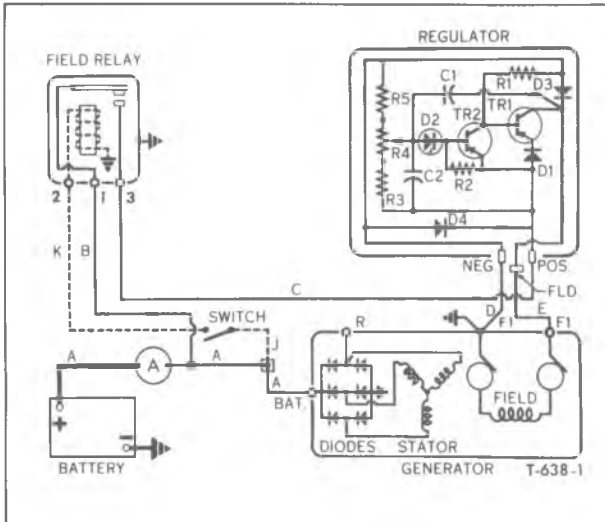 REGULATOR
FIELD RELAY
R1
D3
C1
TR1
R5
TR2
D2
R4
D1
C2
R2
R3
D4
2 1 3
NEG. POS.
K B
FLD.
C
SWITCH
D E
R
F1 F1
J
A A A
A
BAT.
FIELD
+ -
DIODES STATOR
BATTERY
GENERATOR T-638-1